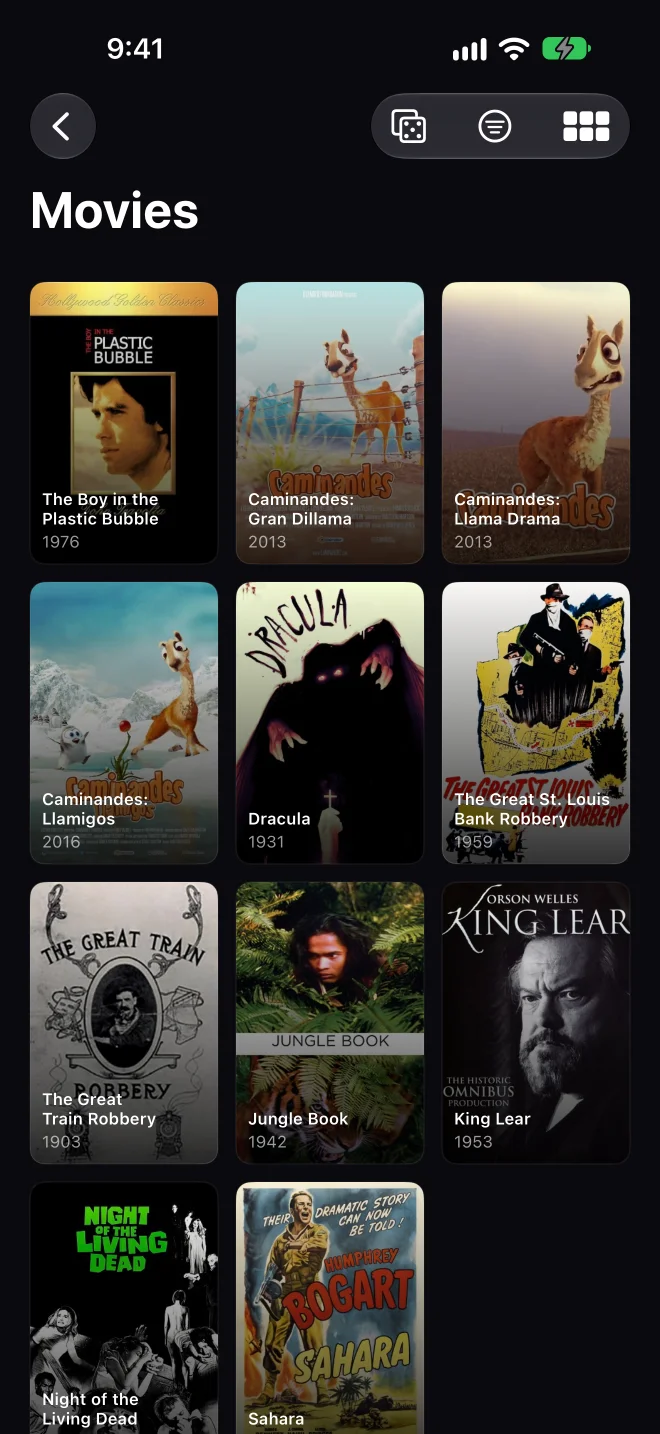 9:41
Movies
Hollywood Golden Classics
THE BOY IN THE
PLASTIC
BUBBLE
The Boy in the
Plastic Bubble
1976
Caminandes
Caminandes:
Gran Dillama
2013
Caminandes
Caminandes:
Llama Drama
2013
Caminandes
Llamigos
Caminandes:
Llamigos
2016
DRACULA
Dracula
1931
THE GREAT ST. LOUIS
BANK ROBBERY
The Great St. Louis
Bank Robbery
1959
THE GREAT TRAIN
ROBBERY
The Great
Train Robbery
1903
JUNGLE BOOK
Jungle Book
1942
ORSON WELLES
KING LEAR
THE HISTORIC
OMNIBUS
PRODUCTION
King Lear
1953
NIGHT
OF THE
LIVING
DEAD
Night of the
Living Dead
THEIR DRAMATIC STORY
CAN NOW
BE TOLD!
HUMPHREY
BOGART
SAHARA
Sahara